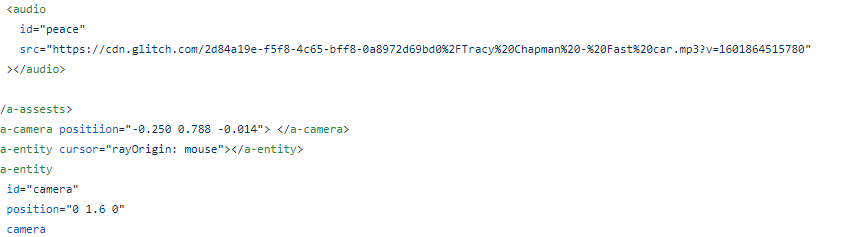 <audio
id="peace"
src="https://cdn.glitch.com/2d84a19e-f5f8-4c65-bff8-0a8972d69bd0%2FTracy%20Chapman%20-%20Fast%20car.mp3?v=1601864515780"
></audio>
/a-assests>
a-camera positiion="-0.250 0.788 -0.014"> </a-camera>
a-entity cursor="rayOrigin: mouse"></a-entity>
a-entity
id="camera"
position="0 1.6 0"
camera